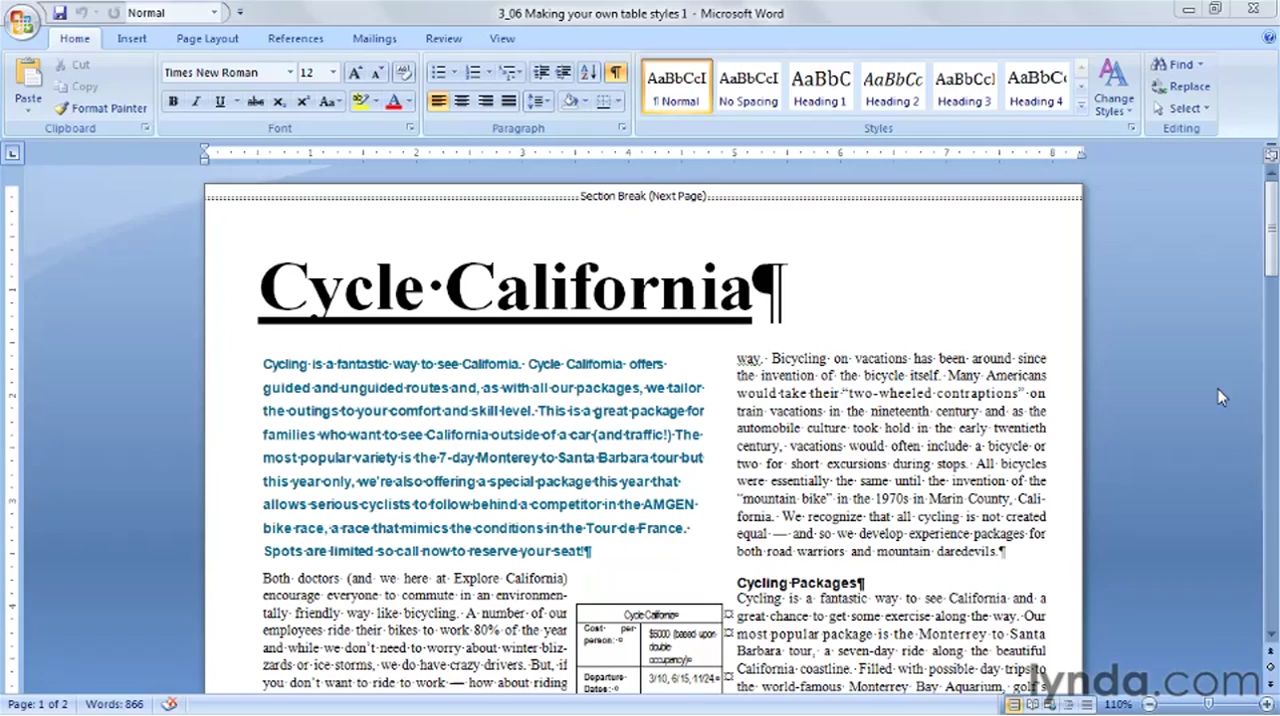 Normal
3_06 Making your own table styles 1 - Microsoft Word
Home Insert Page Layout References Mailings Review View
Paste
Cut
Copy
Format Painter
Clipboard
Times New Roman 12
B I U abc x₂ x² Aa
Font
Paragraph
AaBbCcI AaBbCcI AaBbC AaBbCc AaBbCcI AaBbC
¶ Normal No Spacing Heading 1 Heading 2 Heading 3 Heading 4
Change Styles
Styles
Find
Replace
Select
Editing
1 2 3 4 5 6 7 8
Section Break (Next Page)
Cycle·California¶
Cycling·is·a·fantastic·way·to·see·California.· Cycle·California· offers·
guided·and·unguided·routes·and,·as·with·all·our·packages,·we·tailor·
the·outings·to·your·comfort·and·skill·level.·This·is·a·great·package·for·
families·who·want·to·see·California·outside·of·a·car·(and·traffic!)·The·
most·popular·variety·is·the·7-day·Monterey·to·Santa·Barbara·tour·but·
this·year·only,·we're·also·offering·a·special·package·this·year·that·
allows·serious·cyclists·to·follow·behind·a·competitor·in·the·AMGEN·
bike·race,·a·race·that·mimics·the·conditions·in·the·Tour·de·France.·
Spots·are·limited·so·call·now·to·reserve·your·seat!¶
Both· doctors· (and· we· here· at· Explore· California)·
encourage· everyone· to· commute· in· an· environmen-
tally· friendly· way· like· bicycling.· A· number· of· our·
employees· ride· their· bikes· to· work· 80%· of· the· year·
and· while· we· don't· need· to· worry· about· winter· bliz-
zards· or· ice· storms,· we· do· have· crazy· drivers.· But,· if·
you· don't· want· to· ride· to· work· — how· about· riding·
Cycle California¤
Cost· per· person:·¤
$5000 (based upon double occupancy)¤
Departure· Dates:·¤
3/10, 6/15, 11/24¤
way.· Bicycling· on· vacations· has· been· around· since·
the· invention· of· the· bicycle· itself.· Many· Americans·
would· take· their· “two-wheeled· contraptions”· on·
train· vacations· in· the· nineteenth· century· and· as· the·
automobile· culture· took· hold· in· the· early· twentieth·
century,· vacations· would· often· include· a· bicycle· or·
two· for· short· excursions· during· stops.· All· bicycles·
were· essentially· the· same· until· the· invention· of· the·
“mountain· bike”· in· the· 1970s· in· Marin· County,· Cali-
fornia.· We· recognize· that· all· cycling· is· not· created·
equal· — and· so· we· develop· experience· packages· for·
both· road· warriors· and· mountain· daredevils.¶
Cycling·Packages¶
Cycling· is· a· fantastic· way· to· see· California· and· a·
great· chance· to· get· some· exercise· along· the· way.· Our·
most· popular· package· is· the· Monterrey· to· Santa·
Barbara· tour,· a· seven-day· ride· along· the· beautiful·
California· coastline.· Filled· with· possible· day· trips· to·
the· world-famous· Monterey· Bay· Aquarium,· golf's·
lynda.com
Page: 1 of 2 Words: 866 110%